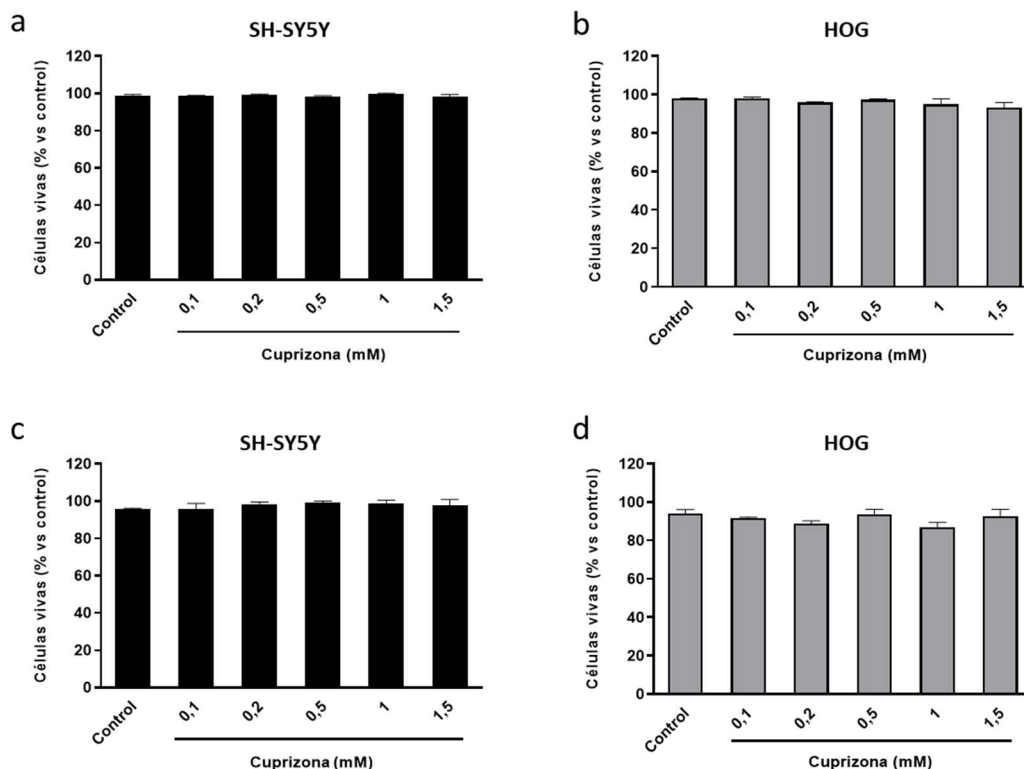 a
SH-SY5Y
Células vivas (% vs control)
120
100
80
60
40
20
0
Control
0,1
0,2
0,5
1
1,5
Cuprizona (mM)
b
HOG
Células vivas (% vs control)
120
100
80
60
40
20
0
Control
0,1
0,2
0,5
1
1,5
Cuprizona (mM)
c
SH-SY5Y
Células vivas (% vs control)
120
100
80
60
40
20
0
Control
0,1
0,2
0,5
1
1,5
Cuprizona (mM)
d
HOG
Células vivas (% vs control)
120
100
80
60
40
20
0
Control
0,1
0,2
0,5
1
1,5
Cuprizona (mM)